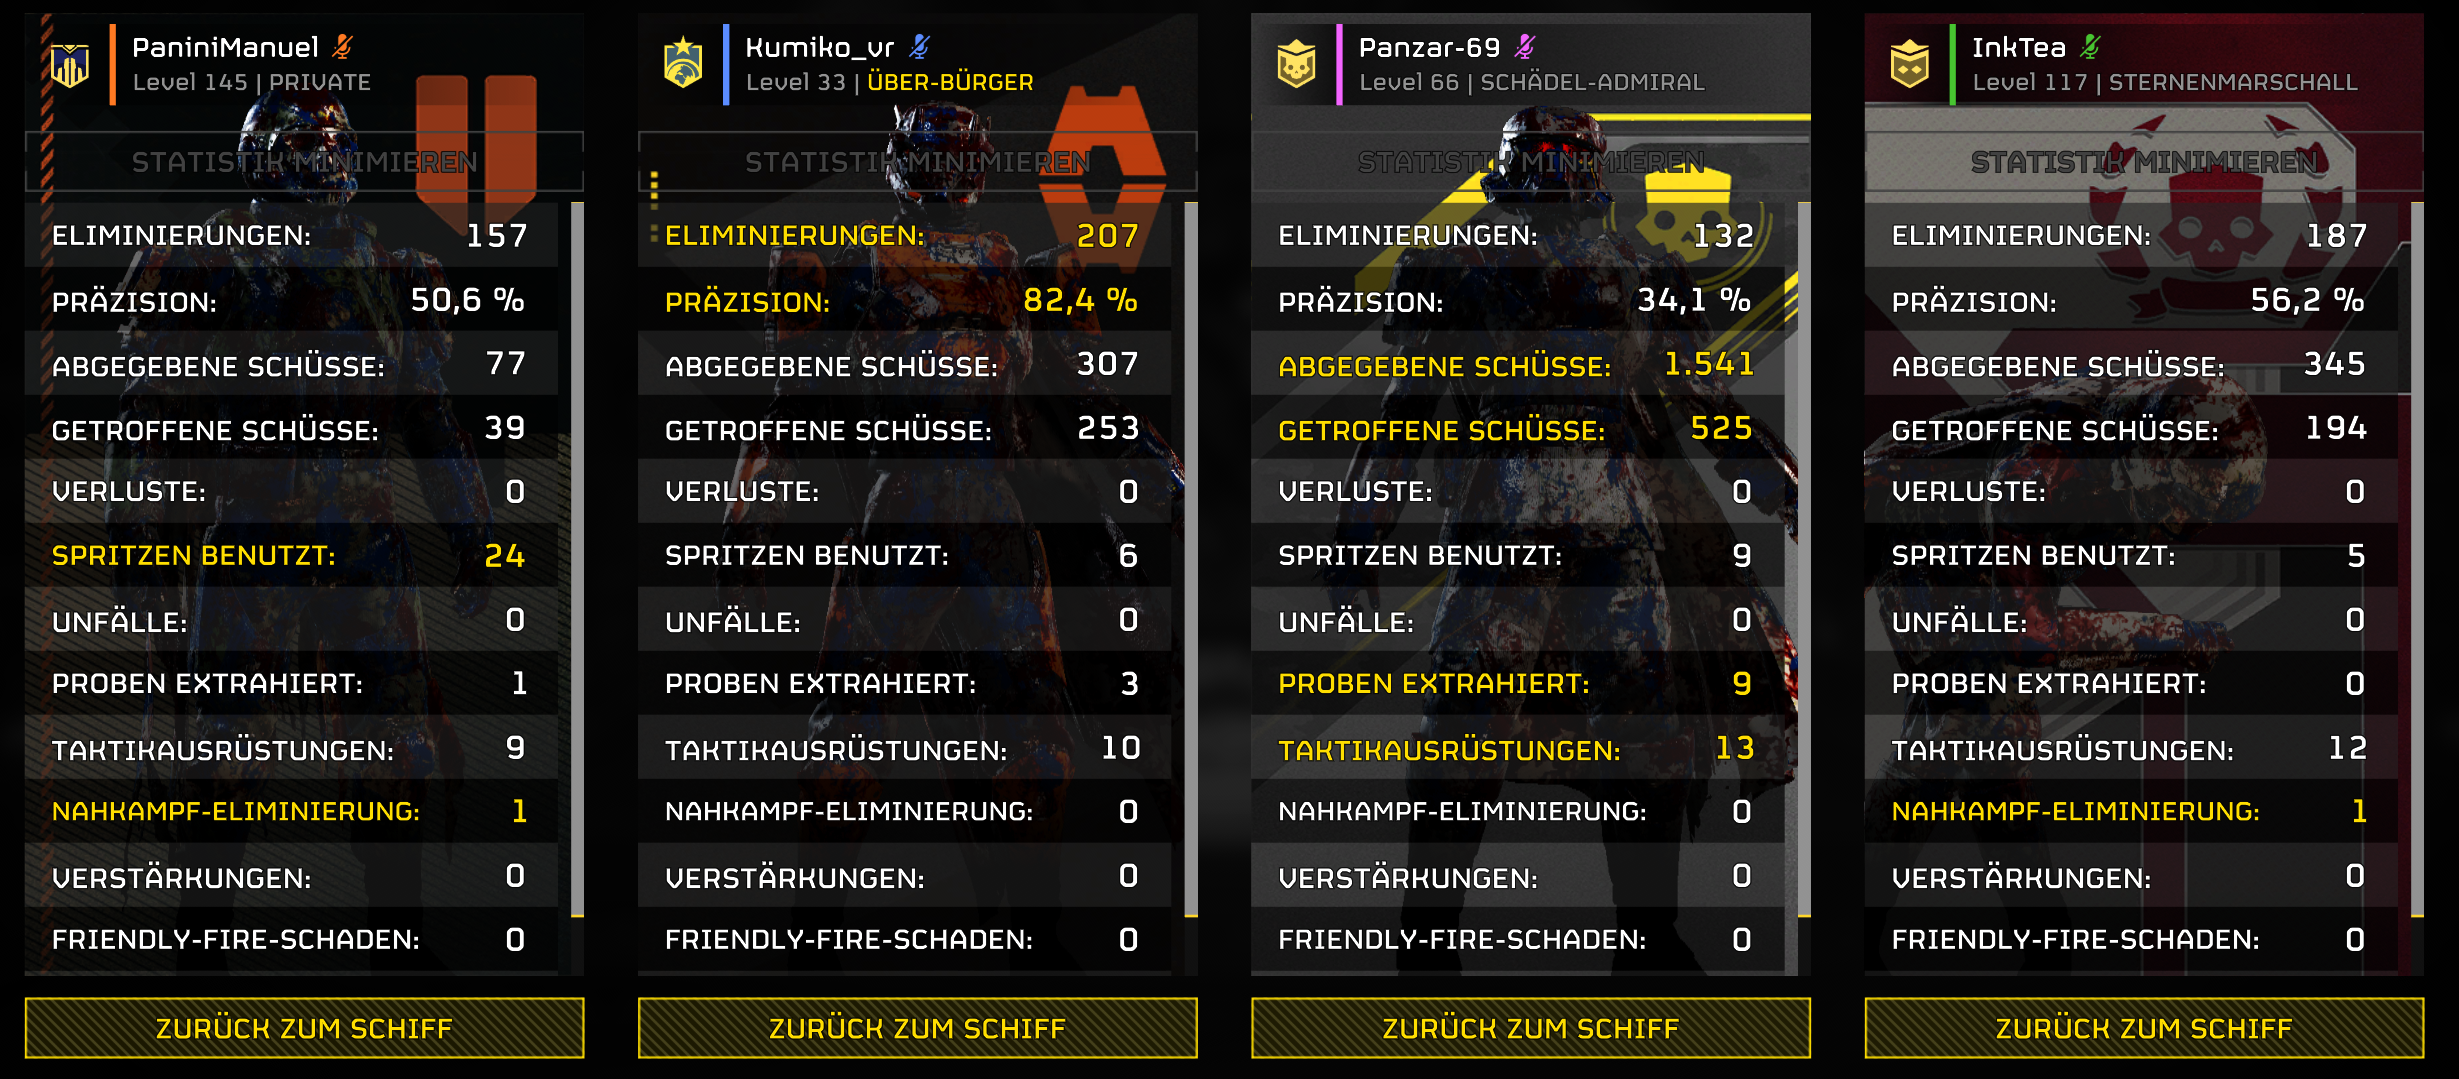 PaniniManuel
Level 145 | PRIVATE
STATISTIK MINIMIEREN
ELIMINIERUNGEN: 157
PRÄZISION: 50,6 %
ABGEGEBENE SCHÜSSE: 77
GETROFFENE SCHÜSSE: 39
VERLUSTE: 0
SPRITZEN BENUTZT: 24
UNFÄLLE: 0
PROBEN EXTRAHIERT: 1
TAKTIKAUSRÜSTUNGEN: 9
NAHKAMPF-ELIMINIERUNG: 1
VERSTÄRKUNGEN: 0
FRIENDLY-FIRE-SCHADEN: 0
ZURÜCK ZUM SCHIFF
Kumiko_vr
Level 33 | ÜBER-BÜRGER
STATISTIK MINIMIEREN
ELIMINIERUNGEN: 207
PRÄZISION: 82,4 %
ABGEGEBENE SCHÜSSE: 307
GETROFFENE SCHÜSSE: 253
VERLUSTE: 0
SPRITZEN BENUTZT: 6
UNFÄLLE: 0
PROBEN EXTRAHIERT: 3
TAKTIKAUSRÜSTUNGEN: 10
NAHKAMPF-ELIMINIERUNG: 0
VERSTÄRKUNGEN: 0
FRIENDLY-FIRE-SCHADEN: 0
ZURÜCK ZUM SCHIFF
Panzar-69
Level 66 | SCHÄDEL-ADMIRAL
STATISTIK MINIMIEREN
ELIMINIERUNGEN: 132
PRÄZISION: 34,1 %
ABGEGEBENE SCHÜSSE: 1.541
GETROFFENE SCHÜSSE: 525
VERLUSTE: 0
SPRITZEN BENUTZT: 9
UNFÄLLE: 0
PROBEN EXTRAHIERT: 9
TAKTIKAUSRÜSTUNGEN: 13
NAHKAMPF-ELIMINIERUNG: 0
VERSTÄRKUNGEN: 0
FRIENDLY-FIRE-SCHADEN: 0
ZURÜCK ZUM SCHIFF
InkTea
Level 117 | STERNENMARSCHALL
STATISTIK MINIMIEREN
ELIMINIERUNGEN: 187
PRÄZISION: 56,2 %
ABGEGEBENE SCHÜSSE: 345
GETROFFENE SCHÜSSE: 194
VERLUSTE: 0
SPRITZEN BENUTZT: 5
UNFÄLLE: 0
PROBEN EXTRAHIERT: 0
TAKTIKAUSRÜSTUNGEN: 12
NAHKAMPF-ELIMINIERUNG: 1
VERSTÄRKUNGEN: 0
FRIENDLY-FIRE-SCHADEN: 0
ZURÜCK ZUM SCHIFF